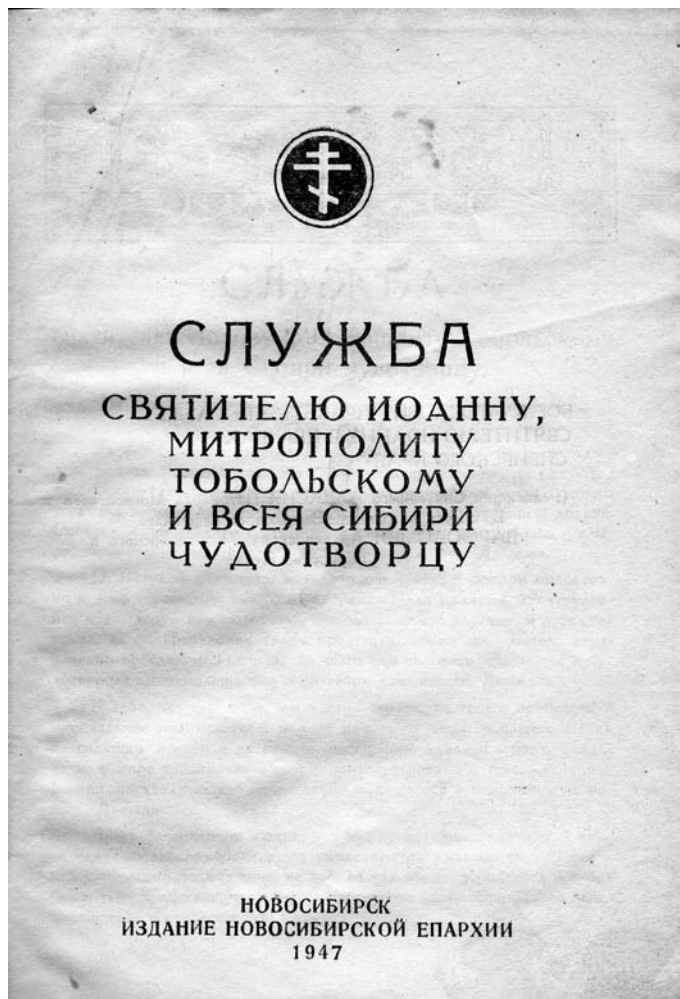 СЛУЖБА
СВЯТИТЕЛЮ ИОАННУ,
МИТРОПОЛИТУ
ТОБОЛЬСКОМУ
И ВСЕЯ СИБИРИ
ЧУДОТВОРЦУ
НОВОСИБИРСК
ИЗДАНИЕ НОВОСИБИРСКОЙ ЕПАРХИИ
1947